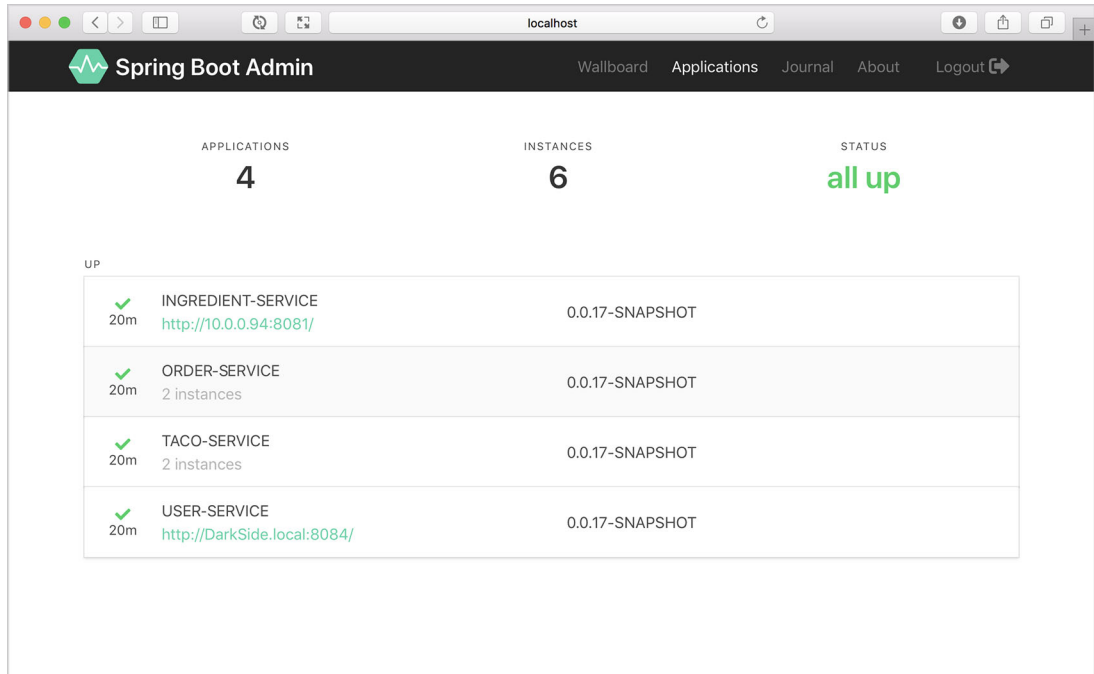 localhost
Spring Boot Admin Wallboard Applications Journal About Logout
APPLICATIONS INSTANCES STATUS
4 6 all up
UP
INGREDIENT-SERVICE
20m http://10.0.0.94:8081/ 0.0.17-SNAPSHOT
ORDER-SERVICE
20m 2 instances 0.0.17-SNAPSHOT
TACO-SERVICE
20m 2 instances 0.0.17-SNAPSHOT
USER-SERVICE
20m http://DarkSide.local:8084/ 0.0.17-SNAPSHOT